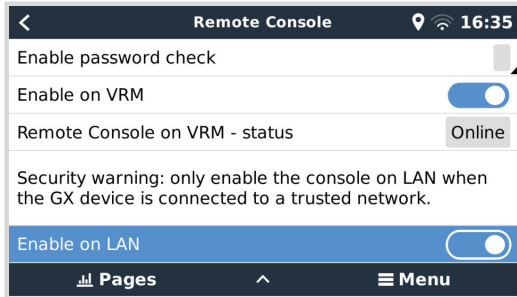 Remote Console 16:35
Enable password check
Enable on VRM
Remote Console on VRM - status Online
Security warning: only enable the console on LAN when
the GX device is connected to a trusted network.
Enable on LAN
Pages Menu